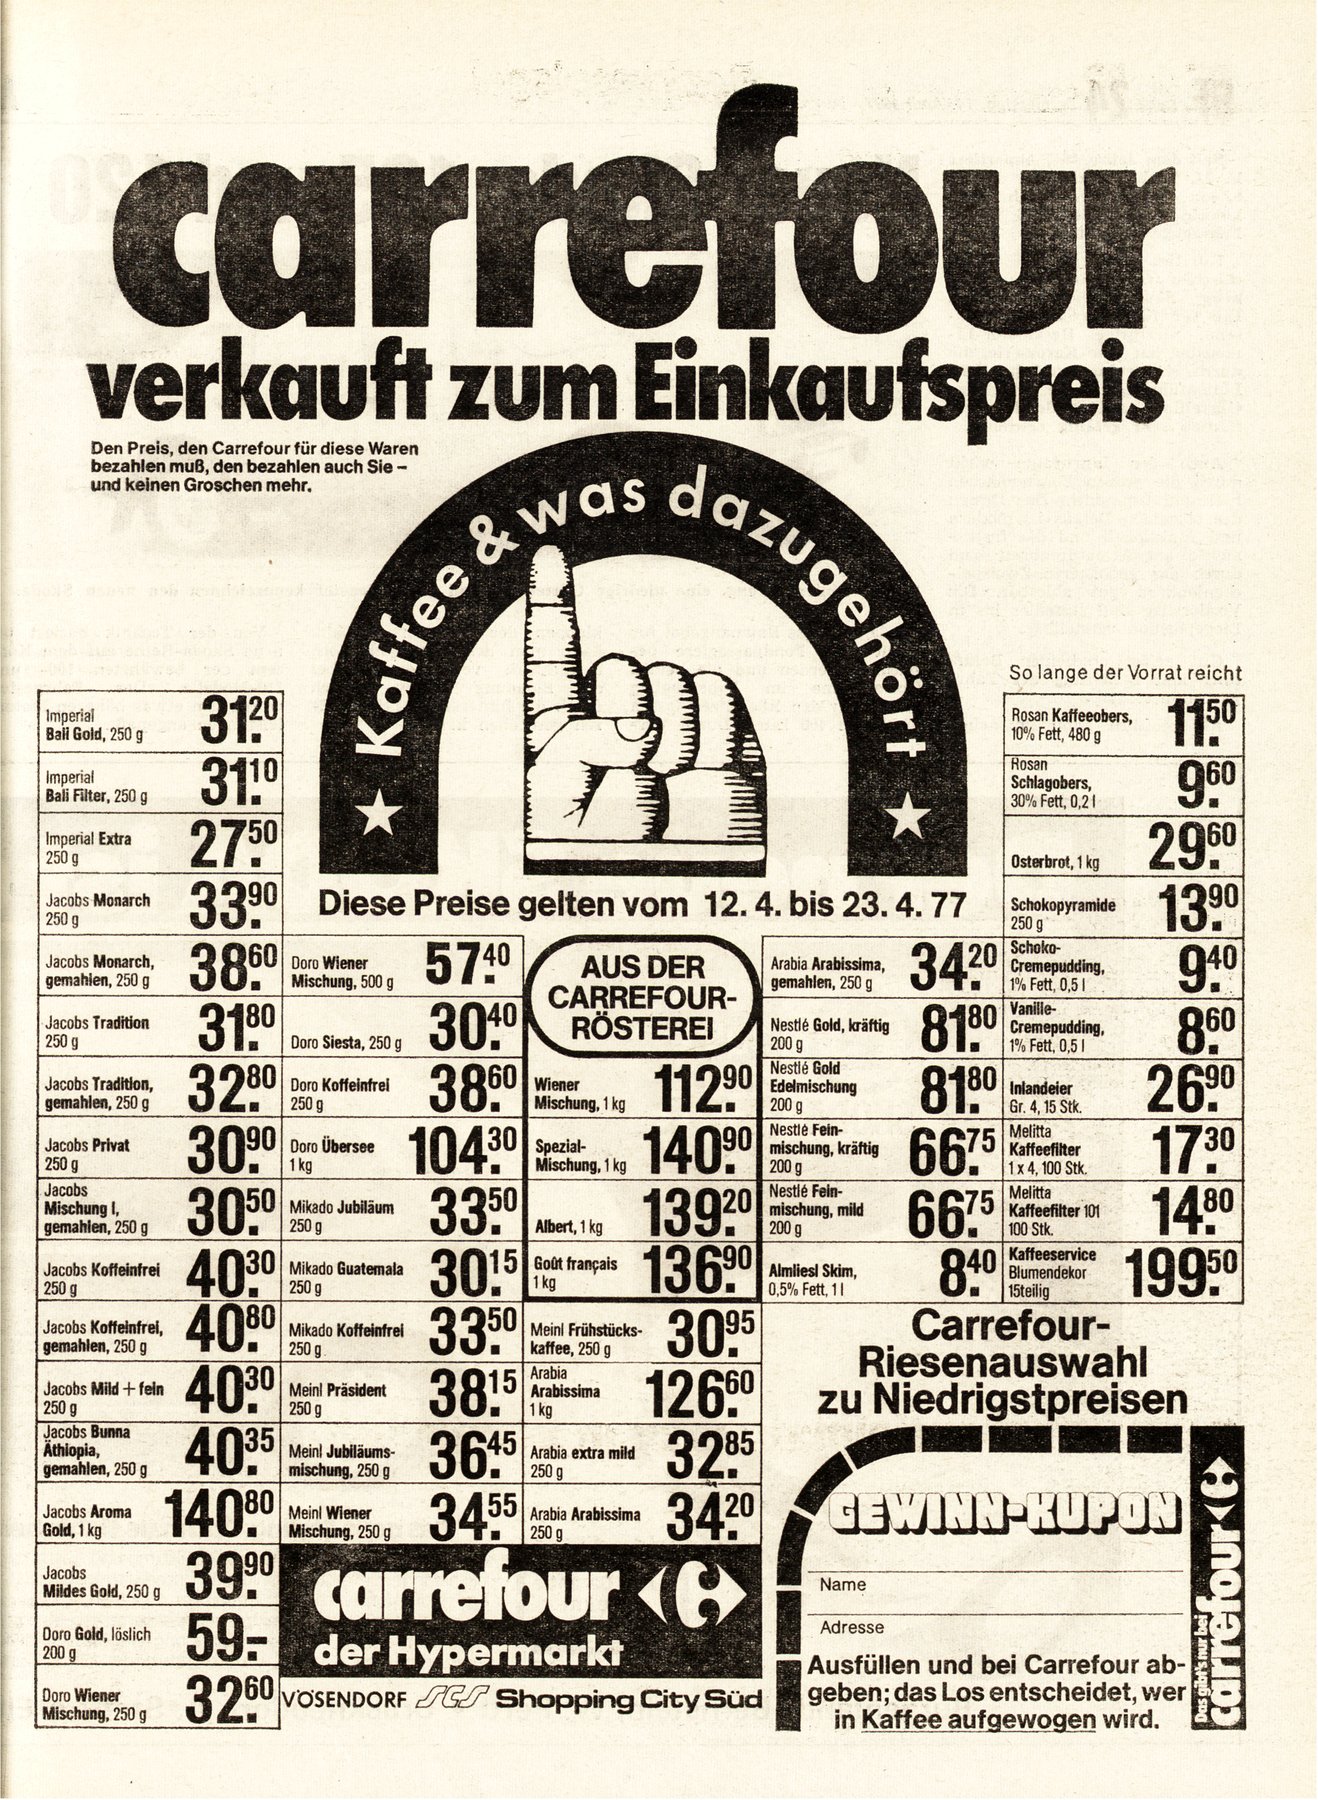 carrefour
verkauft zum Einkaufspreis
Den Preis, den Carrefour für diese Waren
bezahlen muß, den bezahlen auch Sie –
und keinen Groschen mehr.
Kaffee & was dazugehört
Diese Preise gelten vom 12. 4. bis 23. 4. 77
Imperial
Bali Gold, 250 g 31.20
Imperial
Bali Filter, 250 g 31.10
Imperial Extra
250 g 27.50
Jacobs Monarch
250 g 33.90
Jacobs Monarch,
gemahlen, 250 g 38.60
Jacobs Tradition
250 g 31.80
Jacobs Tradition,
gemahlen, 250 g 32.80
Jacobs Privat
250 g 30.90
Jacobs
Mischung I,
gemahlen, 250 g 30.50
Jacobs Koffeinfrei
250 g 40.30
Jacobs Koffeinfrei,
gemahlen, 250 g 40.80
Jacobs Mild + fein
250 g 40.30
Jacobs Bunna
Äthiopia,
gemahlen, 250 g 40.35
Jacobs Aroma
Gold, 1 kg 140.80
Jacobs
Mildes Gold, 250 g 39.90
Doro Gold, löslich
200 g 59.–
Doro Wiener
Mischung, 250 g 32.60
Doro Wiener
Mischung, 500 g 57.40
Doro Siesta, 250 g 30.40
Doro Koffeinfrei
250 g 38.60
Doro Übersee
1 kg 104.30
Mikado Jubiläum
250 g 33.50
Mikado Guatemala
250 g 30.15
Mikado Koffeinfrei
250 g 33.50
Meinl Präsident
250 g 38.15
Meinl Jubiläums-
mischung, 250 g 36.45
Meinl Wiener
Mischung, 250 g 34.55
AUS DER
CARREFOUR-
RÖSTEREI
Wiener
Mischung, 1 kg 112.90
Spezial-
Mischung, 1 kg 140.90
Albert, 1 kg 139.20
Goût français
1 kg 136.90
Meinl Frühstücks-
kaffee, 250 g 30.95
Arabia
Arabissima
1 kg 126.60
Arabia extra mild
250 g 32.85
Arabia Arabissima
250 g 34.20
Arabia Arabissima,
gemahlen, 250 g 34.20
Nestlé Gold, kräftig
200 g 81.80
Nestlé Gold
Edelmischung
200 g 81.80
Nestlé Fein-
mischung, kräftig
200 g 66.75
Nestlé Fein-
mischung, mild
200 g 66.75
Almliesl Skim,
0,5% Fett, 1 l 8.40
So lange der Vorrat reicht
Rosan Kaffeeobers,
10% Fett, 480 g 11.50
Rosan
Schlagobers,
30% Fett, 0,2 l 9.60
Osterbrot, 1 kg 29.60
Schokopyramide
250 g 13.90
Schoko-
Cremepudding,
1% Fett, 0,5 l 9.40
Vanille-
Cremepudding,
1% Fett, 0,5 l 8.60
Inlandeier
Gr. 4, 15 Stk. 26.90
Melitta
Kaffeefilter
1 x 4, 100 Stk. 17.30
Melitta
Kaffeefilter 101
100 Stk. 14.80
Kaffeeservice
Blumendekor
15teilig 199.50
carrefour
der Hypermarkt
VÖSENDORF SCS Shopping City Süd
Carrefour-
Riesenauswahl
zu Niedrigstpreisen
GEWINN-KUPON
Name
Adresse
Ausfüllen und bei Carrefour ab-
geben; das Los entscheidet, wer
in Kaffee aufgewogen wird.
Das gibt's nur bei
carrefour